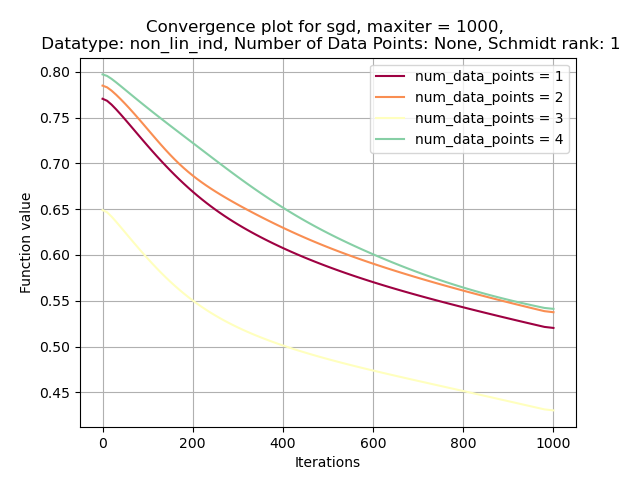 Convergence plot for sgd, maxiter = 1000,
Datatype: non_lin_ind, Number of Data Points: None, Schmidt rank: 1
num_data_points = 1
num_data_points = 2
num_data_points = 3
num_data_points = 4
Function value
0.80
0.75
0.70
0.65
0.60
0.55
0.50
0.45
0 200 400 600 800 1000
Iterations